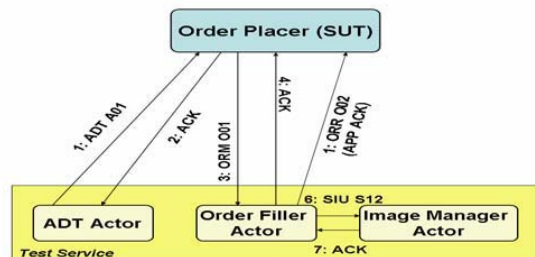 Order Placer (SUT)
1: ADT A01
2: ACK
3: ORM O01
4: ACK
1: ORR O02
(APP ACK)
6: SIU S12
ADT Actor
Order Filler
Actor
Image Manager
Actor
7: ACK
Test Service